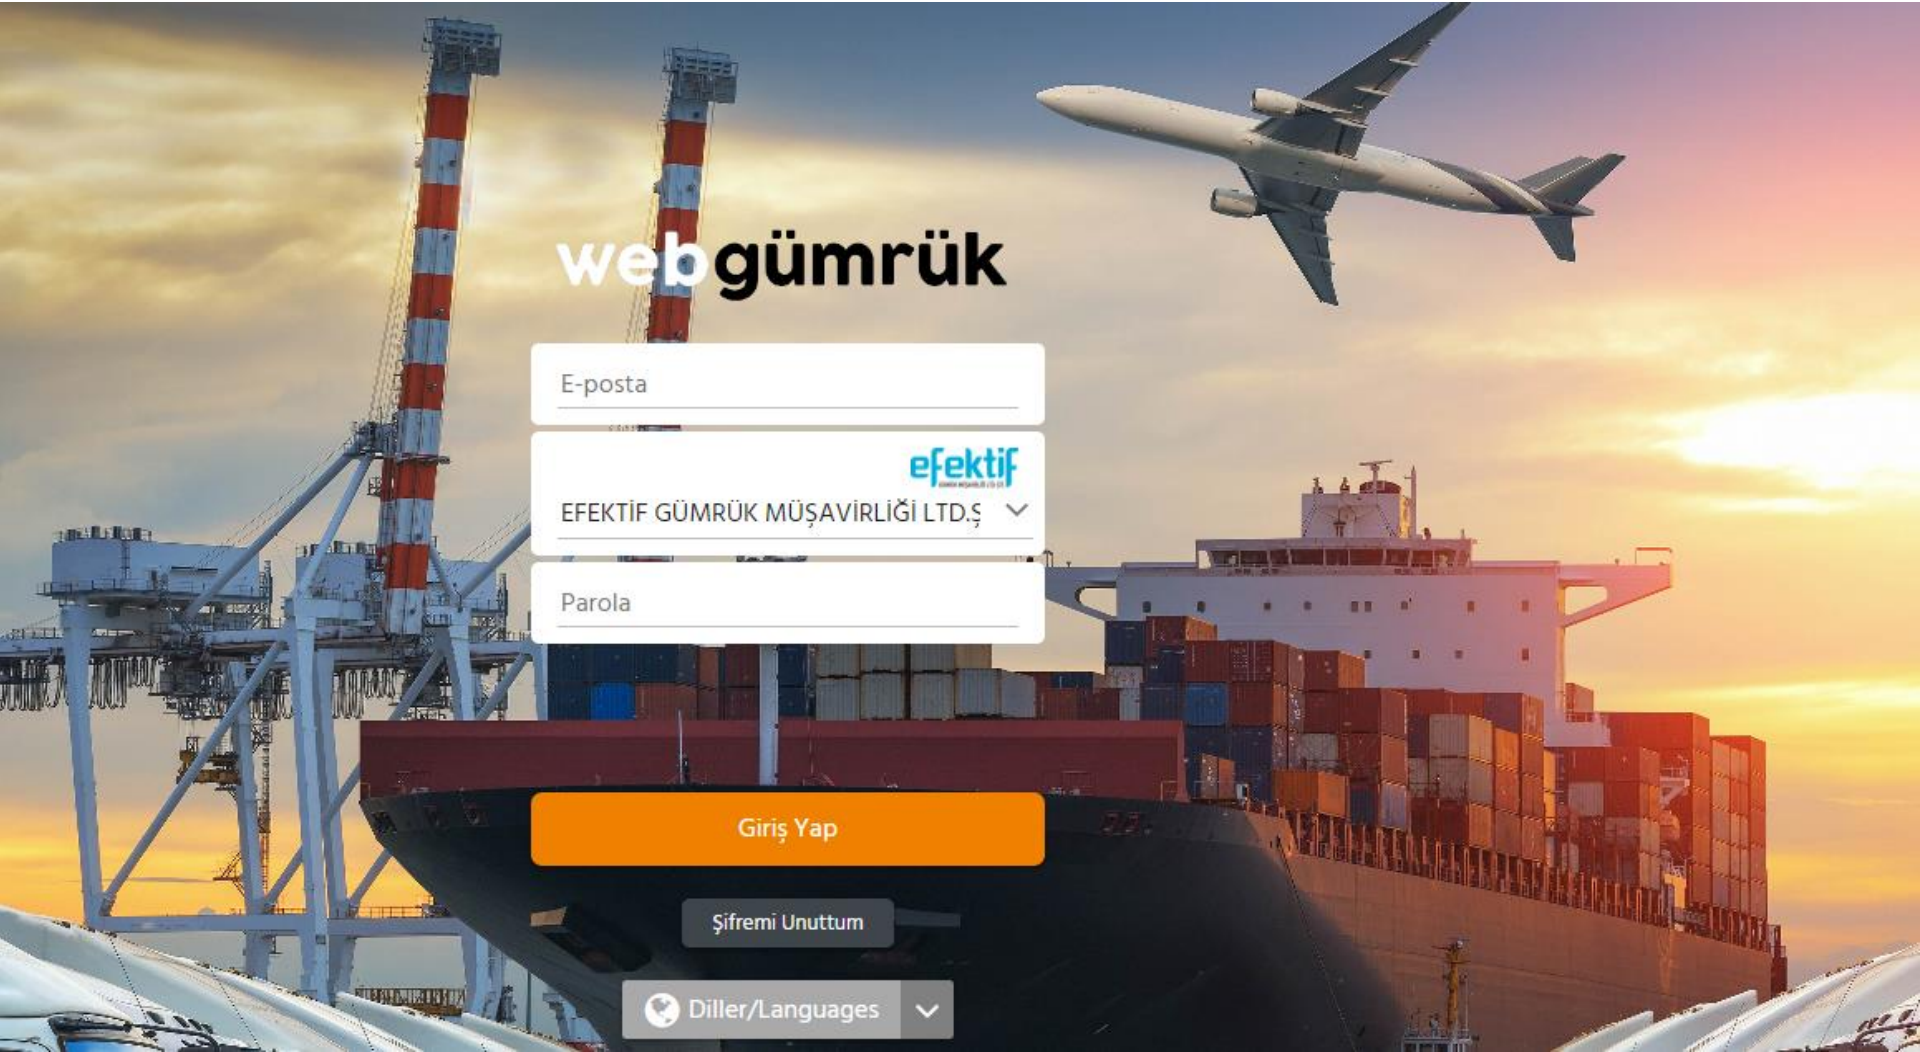 webgümrük
E-posta
efektif
EFEKTİF GÜMRÜK MÜŞAVİRLİĞİ LTD.Ş
Parola
Giriş Yap
Şifremi Unuttum
Diller/Languages